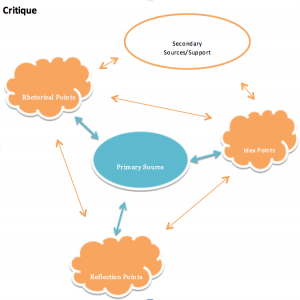 Critique
Secondary
Sources/Support
Rhetorical Points
Idea Points
Primary Source
Reflection Points